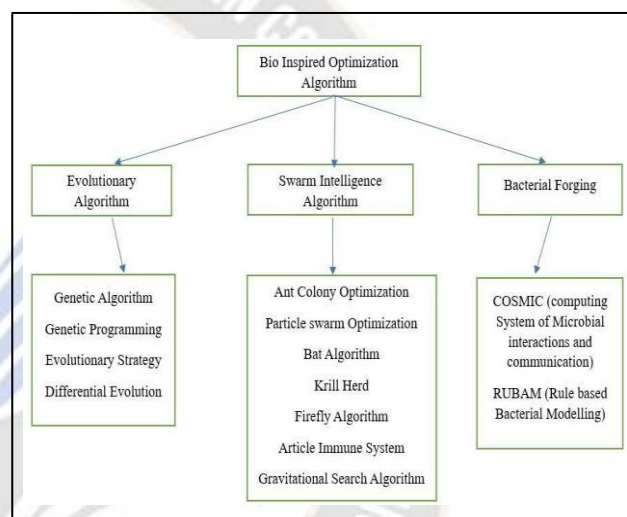 Bio Inspired Optimization
Algorithm
Evolutionary
Algorithm
Swarm Intelligence
Algorithm
Bacterial Forging
Genetic Algorithm
Genetic Programming
Evolutionary Strategy
Differential Evolution
Ant Colony Optimization
Particle swarm Optimization
Bat Algorithm
Krill Herd
Firefly Algorithm
Article Immune System
Gravitational Search Algorithm
COSMIC (computing
System of Microbial
interactions and
communication)
RUBAM (Rule based
Bacterial Modelling)